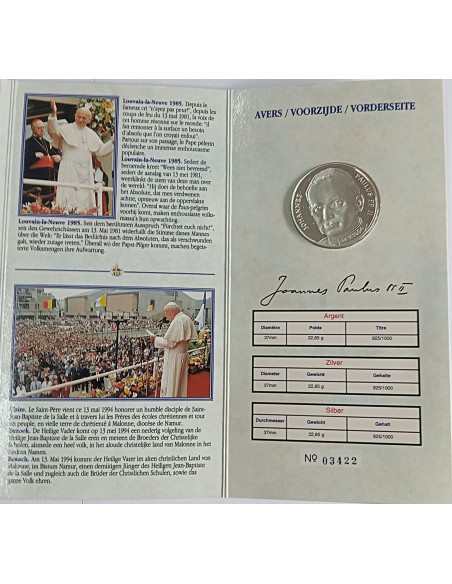 Louvain-la-Neuve 1985. Depuis le
fameux cri "n'ayez pas peur!", depuis les
coups de feu du 13 mai 1981, la voix de
cet homme résonne sur le monde: "il
fait remonter à la surface un besoin
d'absolu que l'on croyait enfoui".
Partout sur son passage, le Pape pèlerin
déclenche un immense enthousiasme
populaire.
Louvain-la-Neuve 1985. Sedert de
beroemde kreet "Wees niet bevreesd",
sedert de aanslag van 13 mei 1981,
weerklinkt de stem van deze man over
de wereld. "Hij doet de behoefte aan
het Absolute, dat men verdwenen
achtte, opnieuw aan de oppervlakte
komen". Overal waar de Paus-pelgrim
voorbij komt, maken enthousiaste volks-
massa's hun opwachting.
Louvain-la-Neuve 1985. Seit dem berühmten Ausspruch "Fürchtet euch nicht!",
seit den Gewehrschüssen am 13. Mai 1981 widerhallt die Stimme dieses Mannes
über die Welt: "Er lässt das Bedürfnis nach dem Absoluten, das als verschwunden
galt, wieder zutage treten." Überall wo der Papst-Pilger kommt, machen begeis-
terte Volksmengen ihre Aufwartung.
Visite. Le Saint-Père vient ce 13 mai 1994 honorer un humble disciple de Saint-
Jean-Baptiste de la Salle et à travers lui les Frères des écoles chrétiennes et tout
un peuple, en vieille terre de chrétienté à Malonne, diocèse de Namur.
Bezoek. De Heilige Vader komt op 13 mei 1994 een nederig volgeling van de
Heilige Jean-Baptiste de la Salle eren en meteen de Broeders der Christelijke
Scholen, alsmede een heel volk, in het aloude christelijk land van Malonne in het
bisdom Namen.
Besuch. Am 13. Mai 1994 kommt der Heilige Vater im alten christlichen Land von
Malonne, im Bistum Namur, einen demütigen Jünger des Heiligen Jean-Baptiste
de la Salle und zugleich auch die Brüder der Christlichen Schulen, sowie das
ganze Volk ehren.
AVERS / VOORZIJDE / VORDERSEITE
IOHANNES PAULUS PP II
Joannes Paulus PP II
Argent
Diamètre Poids Titre
37mm 22,85 g 925/1000
Zilver
Diameter Gewicht Gehalte
37mm 22,85 g 925/1000
Silber
Durchmesser Gewicht Gehalt
37mm 22,85 g 925/1000
Nº 03422